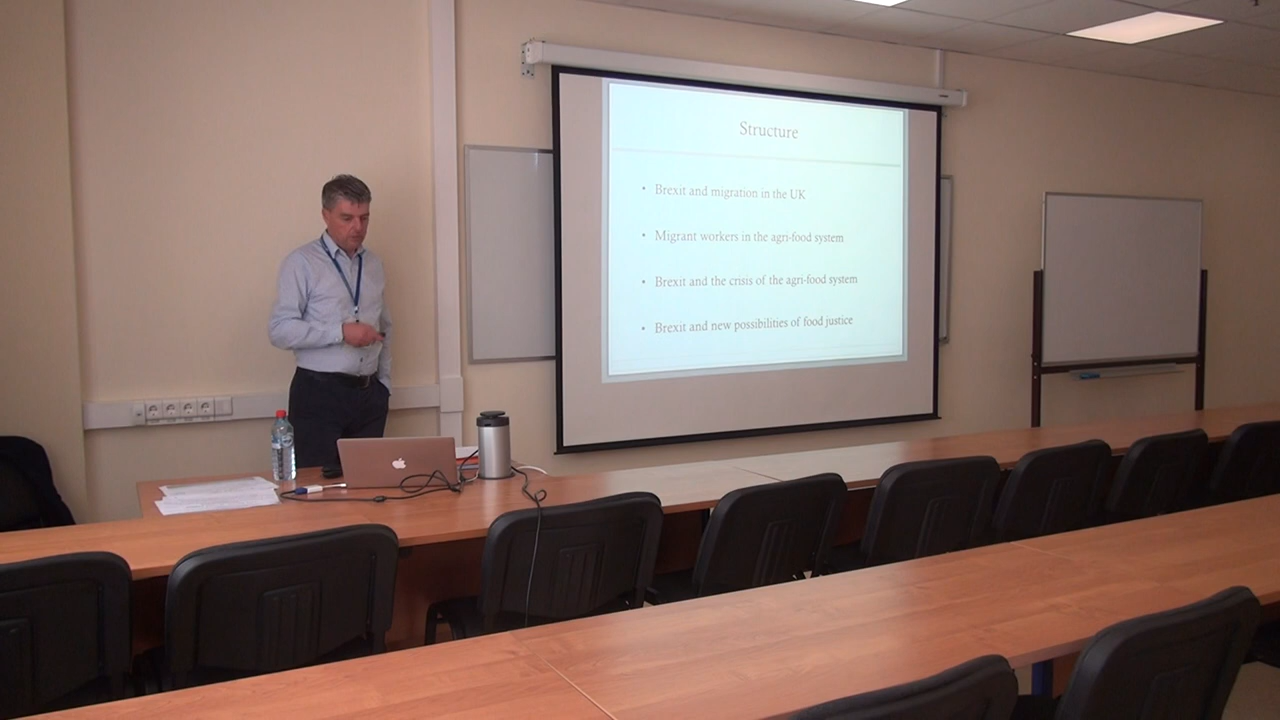 Structure
• Brexit and migration in the UK
• Migrant workers in the agri-food system
• Brexit and the crisis of the agri-food system
• Brexit and new possibilities of food justice